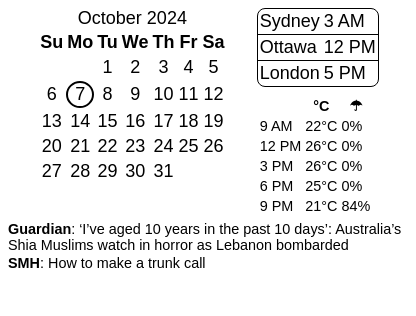 October 2024
Su Mo Tu We Th Fr Sa
1 2 3 4 5
6 7 8 9 10 11 12
13 14 15 16 17 18 19
20 21 22 23 24 25 26
27 28 29 30 31
Sydney 3 AM
Ottawa 12 PM
London 5 PM
°C ☂
9 AM 22°C 0%
12 PM 26°C 0%
3 PM 26°C 0%
6 PM 25°C 0%
9 PM 21°C 84%
Guardian: ‘I’ve aged 10 years in the past 10 days’: Australia’s
Shia Muslims watch in horror as Lebanon bombarded
SMH: How to make a trunk call